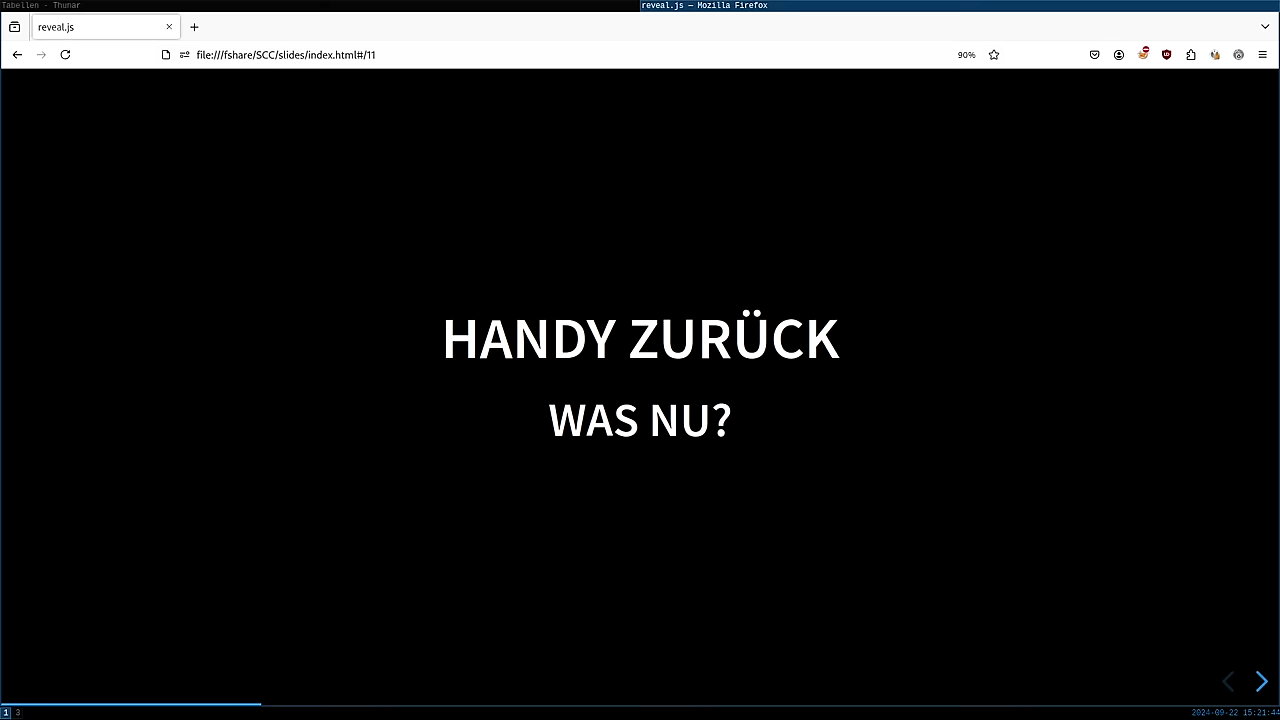 Tabellen - Thunar
reveal.js — Mozilla Firefox
reveal.js
file:///fshare/SCC/slides/index.html#/11
90%
HANDY ZURÜCK
WAS NU?
1 3
2024-09-22 15:21:44